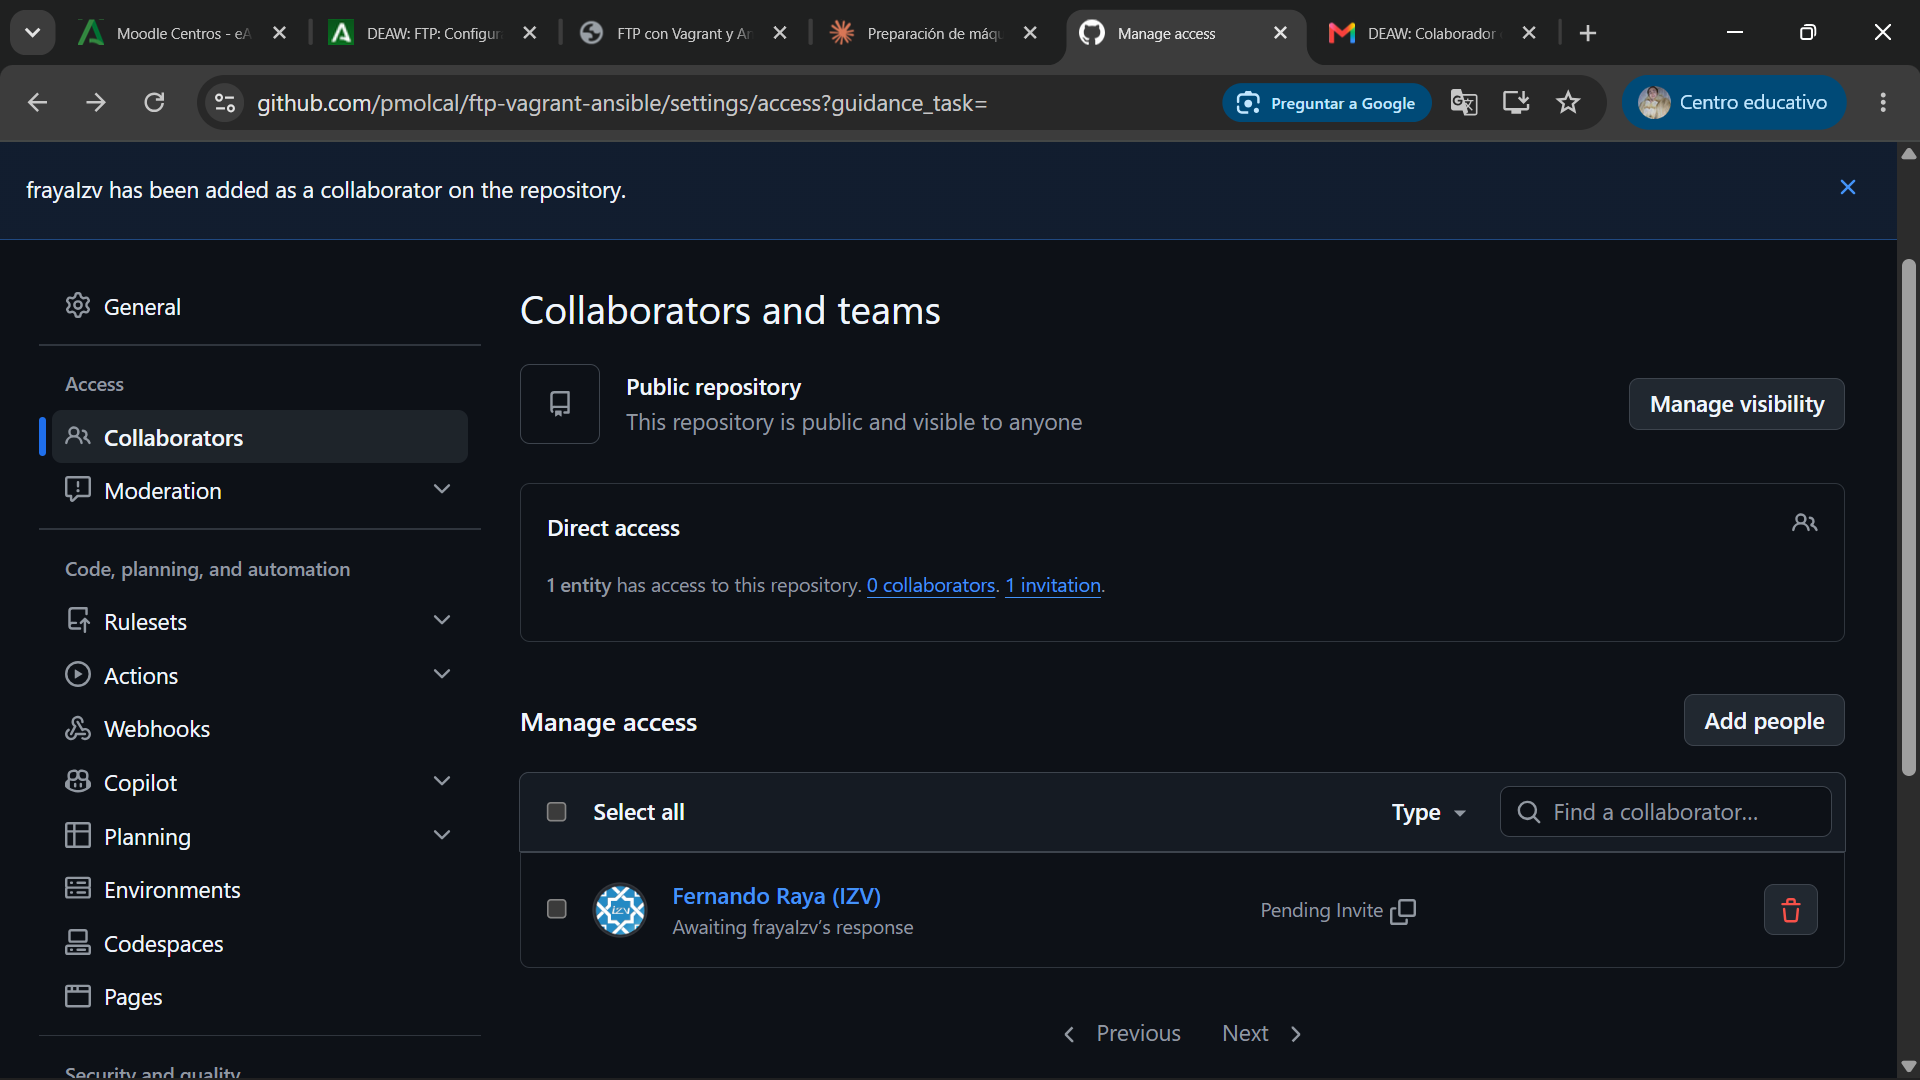 Moodle Centros - eA
DEAW: FTP: Configur
FTP con Vagrant y An
Preparación de máqu
Manage access
DEAW: Colaborador
github.com/pmolcal/ftp-vagrant-ansible/settings/access?guidance_task=
Preguntar a Google
Centro educativo
frayaIzv has been added as a collaborator on the repository.
General
Access
Collaborators
Moderation
Code, planning, and automation
Rulesets
Actions
Webhooks
Copilot
Planning
Environments
Codespaces
Pages
Security and quality
Collaborators and teams
Public repository
This repository is public and visible to anyone
Manage visibility
Direct access
1 entity has access to this repository. 0 collaborators. 1 invitation.
Manage access
Add people
Select all
Type
Find a collaborator...
izv
Fernando Raya (IZV)
Awaiting frayaIzv's response
Pending Invite
Previous
Next